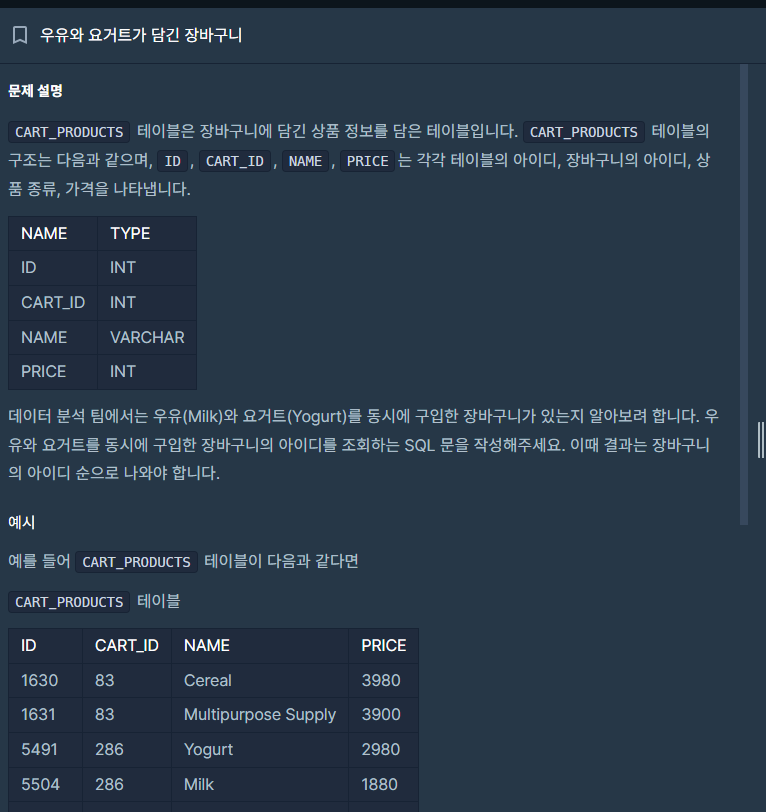 우유와 요거트가 담긴 장바구니
문제 설명
CART_PRODUCTS 테이블은 장바구니에 담긴 상품 정보를 담은 테이블입니다. CART_PRODUCTS 테이블의
구조는 다음과 같으며, ID, CART_ID, NAME, PRICE는 각각 테이블의 아이디, 장바구니의 아이디, 상
품 종류, 가격을 나타냅니다.
NAME TYPE
ID INT
CART_ID INT
NAME VARCHAR
PRICE INT
데이터 분석 팀에서는 우유(Milk)와 요거트(Yogurt)를 동시에 구입한 장바구니가 있는지 알아보려 합니다. 우
유와 요거트를 동시에 구입한 장바구니의 아이디를 조회하는 SQL 문을 작성해주세요. 이때 결과는 장바구니
의 아이디 순으로 나와야 합니다.
예시
예를 들어 CART_PRODUCTS 테이블이 다음과 같다면
CART_PRODUCTS 테이블
ID CART_ID NAME PRICE
1630 83 Cereal 3980
1631 83 Multipurpose Supply 3900
5491 286 Yogurt 2980
5504 286 Milk 1880